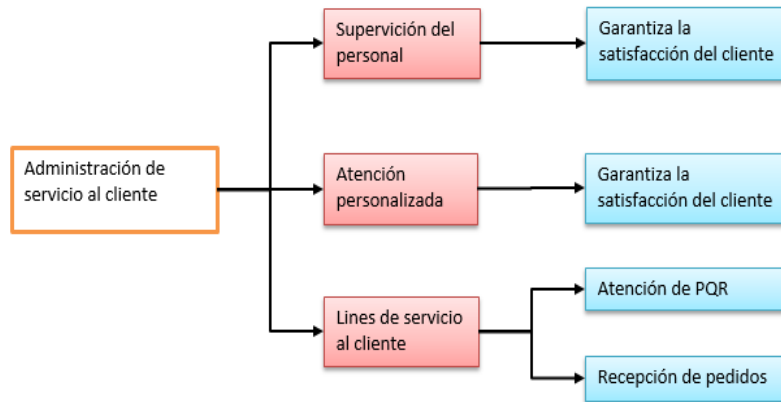 Supervición del
personal
Garantiza la
satisfacción del cliente
Administración de
servicio al cliente
Atención
personalizada
Garantiza la
satisfacción del cliente
Lines de servicio
al cliente
Atención de PQR
Recepción de pedidos